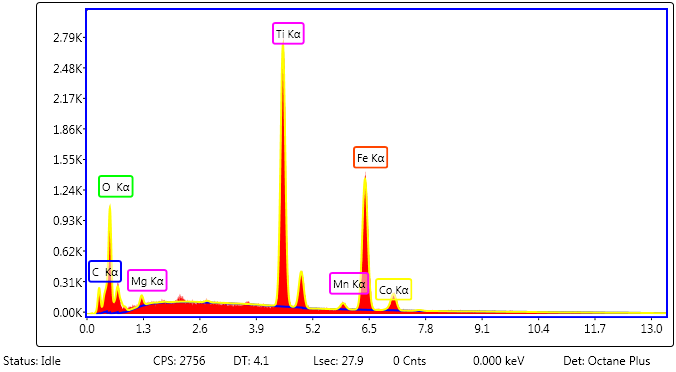 Ti Kα
2.79K
2.48K
2.17K
1.86K
1.55K
Fe Kα
1.24K
O Kα
0.93K
0.62K
C Kα
Mg Kα
Mn Kα
Co Kα
0.31K
0.00K
0.0 1.3 2.6 3.9 5.2 6.5 7.8 9.1 10.4 11.7 13.0
Status: Idle CPS: 2756 DT: 4.1 Lsec: 27.9 0 Cnts 0.000 keV Det: Octane Plus